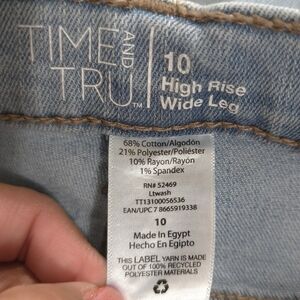 TIME AND
TRU™
10
High Rise
Wide Leg
68% Cotton/Algodón
21% Polyester/Poliéster
10% Rayon/Rayón
1% Spandex
RN# 52469
Ltwash
TT13100056536
EAN/UPC 7 8665919338
10
Made In Egypt
Hecho En Egipto
THIS LABEL YARN IS MADE
OUT OF 100% RECYCLED
POLYESTER MATERIALS